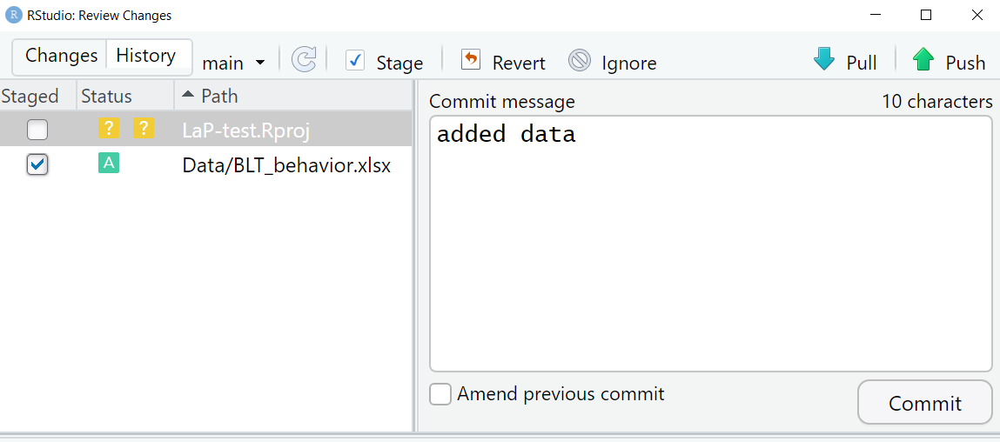 R RStudio: Review Changes
Changes History main Stage Revert Ignore Pull Push
Staged Status Path
? ? LaP-test.Rproj
A Data/BLT_behavior.xlsx
Commit message 10 characters
added data
Amend previous commit
Commit